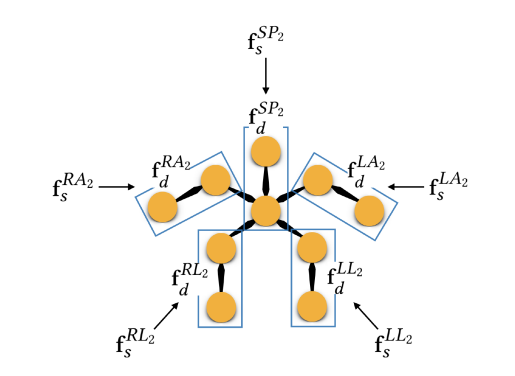 f_s^{SP_2}
f_d^{SP_2}
f_d^{RA_2}
f_d^{LA_2}
f_s^{RA_2}
f_s^{LA_2}
f_d^{RL_2}
f_d^{LL_2}
f_s^{RL_2}
f_s^{LL_2}